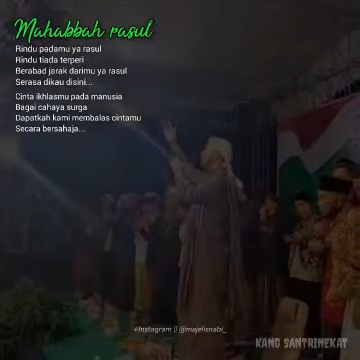 Mahabbah rasul
Rindu padamu ya rasul
Rindu tiada terperi
Berabad jarak darimu ya rasul
Serasa dikau disini...
Cinta ikhlasmu pada manusia
Bagai cahaya surga
Dapatkah kami membalas cintamu
Secara bersahaja...
#Instagram || @majelisnabi_
KANG SANTRINEKAT